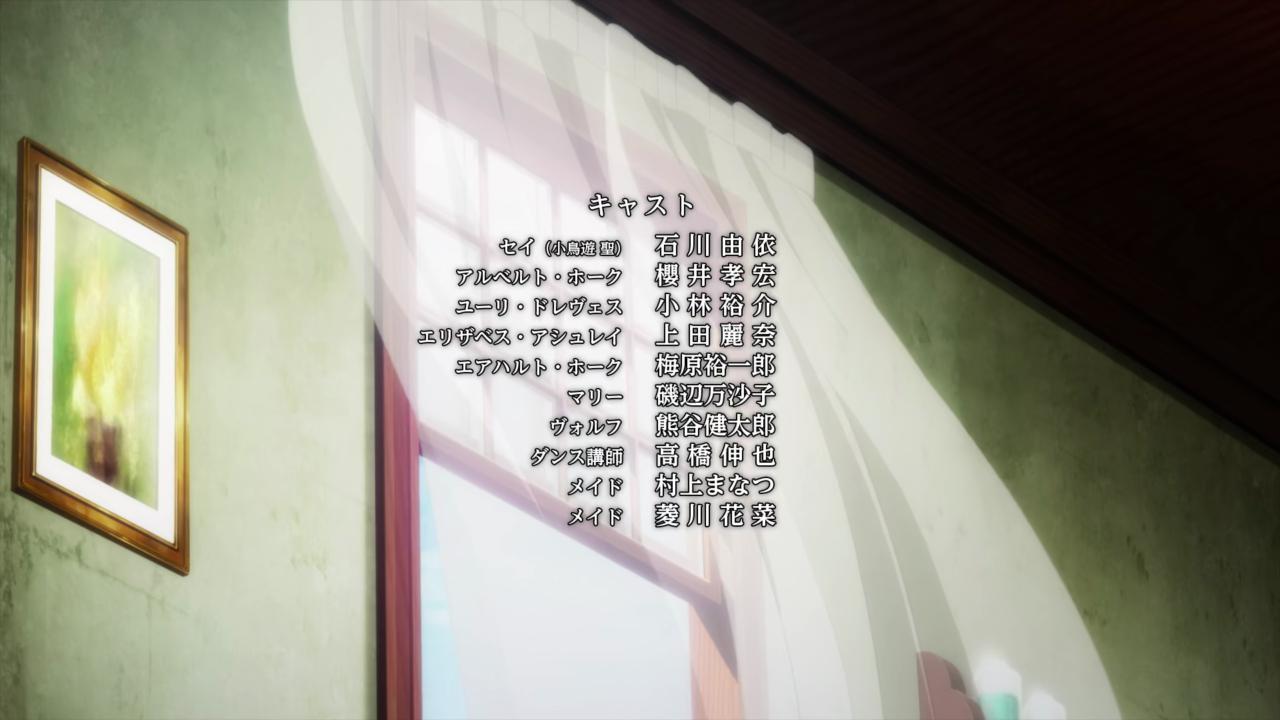 キャスト
セイ（小鳥遊 聖） 石川由依
アルベルト・ホーク 櫻井孝宏
ユーリ・ドレヴェス 小林裕介
エリザベス・アシュレイ 上田麗奈
エアハルト・ホーク 梅原裕一郎
マリー 磯辺万沙子
ヴォルフ 熊谷健太郎
ダンス講師 高橋伸也
メイド 村上まなつ
メイド 菱川花菜